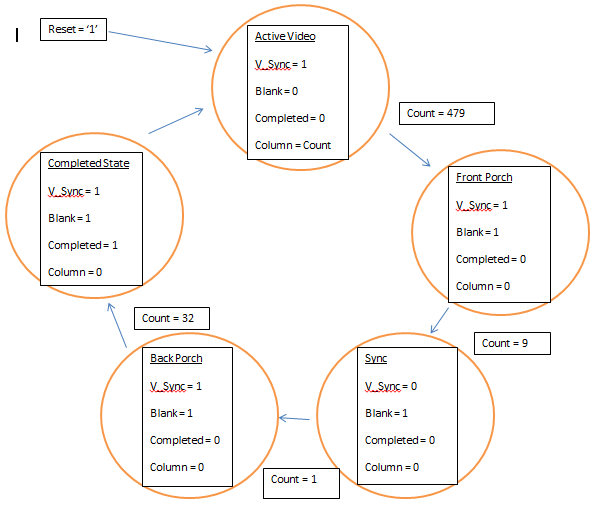 Reset = ‘1’
Active Video
V_Sync = 1
Blank = 0
Completed = 0
Column = Count
Count = 479
Front Porch
V_Sync = 1
Blank = 1
Completed = 0
Column = 0
Count = 9
Sync
V_Sync = 0
Blank = 1
Completed = 0
Column = 0
Count = 1
Back Porch
V_Sync = 1
Blank = 1
Completed = 0
Column = 0
Count = 32
Completed State
V_Sync = 1
Blank = 1
Completed = 1
Column = 0